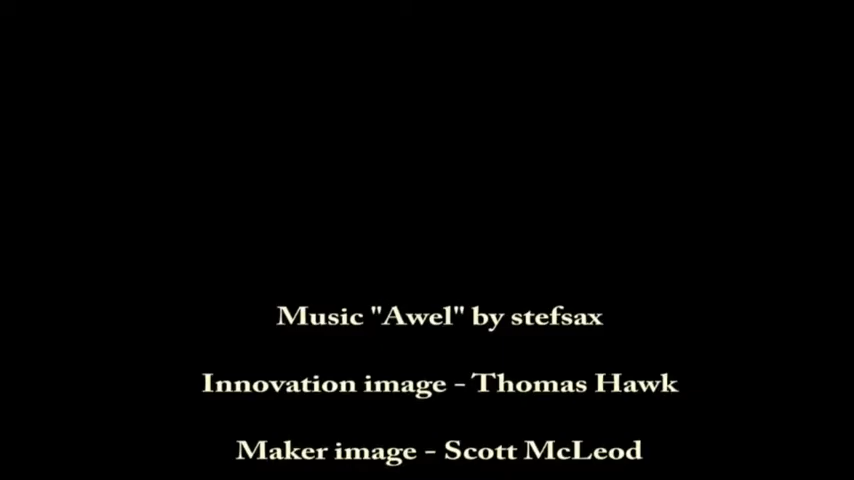 Music "Awel" by stefsax
Innovation image - Thomas Hawk
Maker image - Scott McLeod